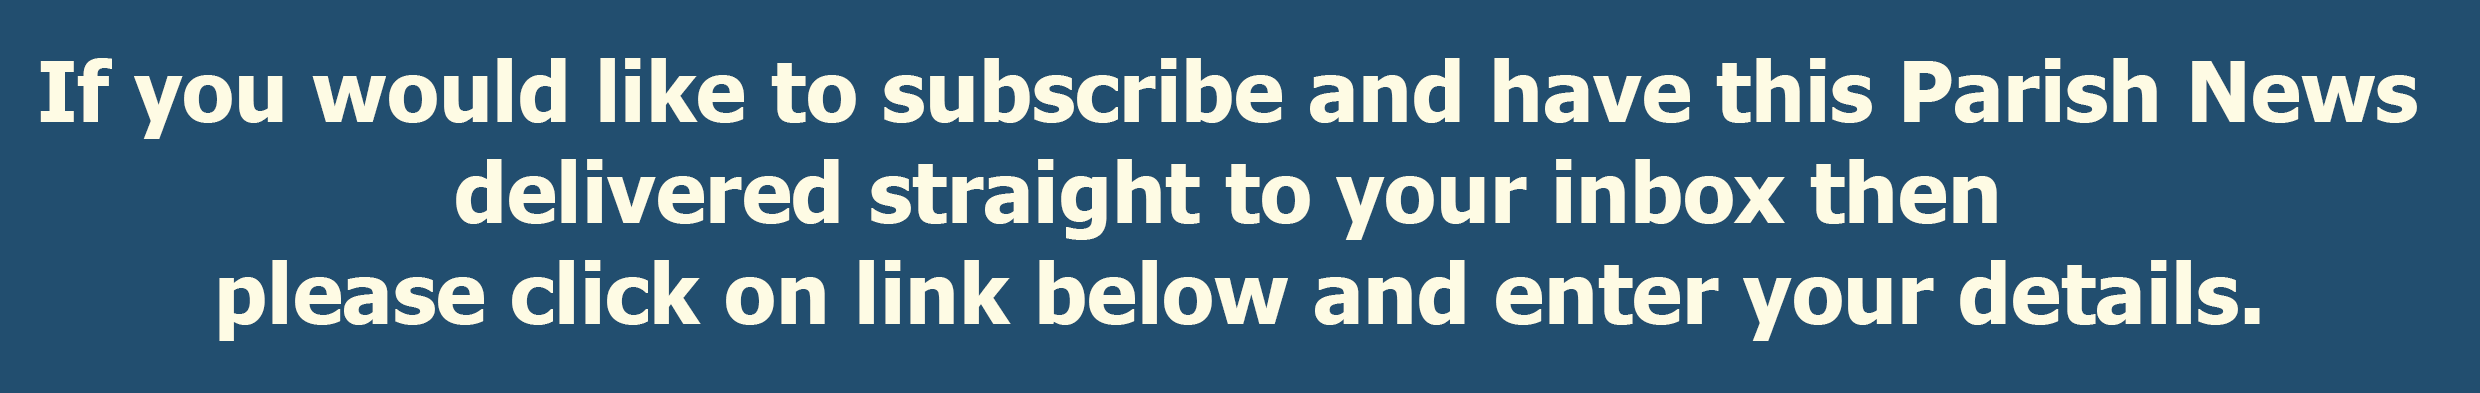 If you would like to subscribe and have this Parish News
delivered straight to your inbox then
please click on link below and enter your details.